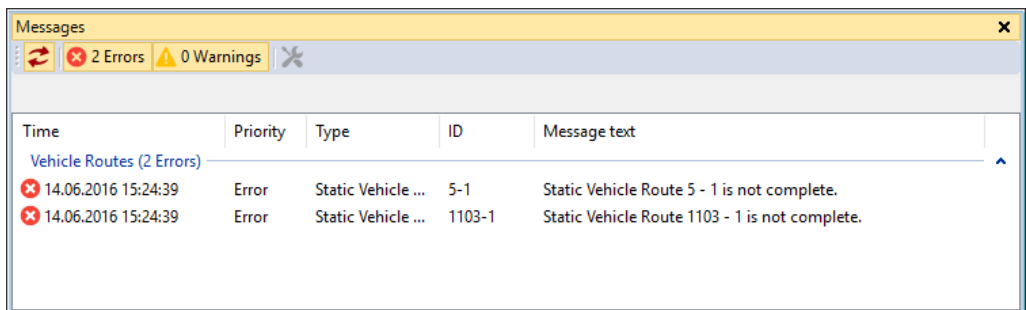 Messages
2 Errors 0 Warnings
Time Priority Type ID Message text
Vehicle Routes (2 Errors)
14.06.2016 15:24:39 Error Static Vehicle ... 5-1 Static Vehicle Route 5 - 1 is not complete.
14.06.2016 15:24:39 Error Static Vehicle ... 1103-1 Static Vehicle Route 1103 - 1 is not complete.